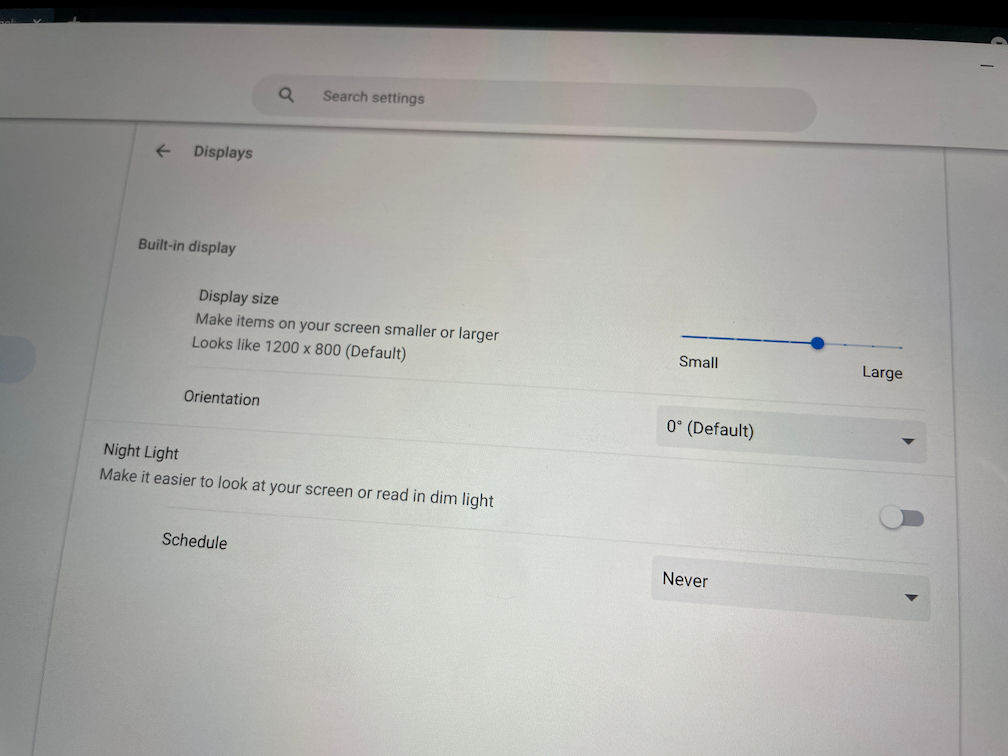 Search settings
Displays
Built-in display
Display size
Make items on your screen smaller or larger
Looks like 1200 x 800 (Default)
Small
Large
Orientation
0° (Default)
Night Light
Make it easier to look at your screen or read in dim light
Schedule
Never